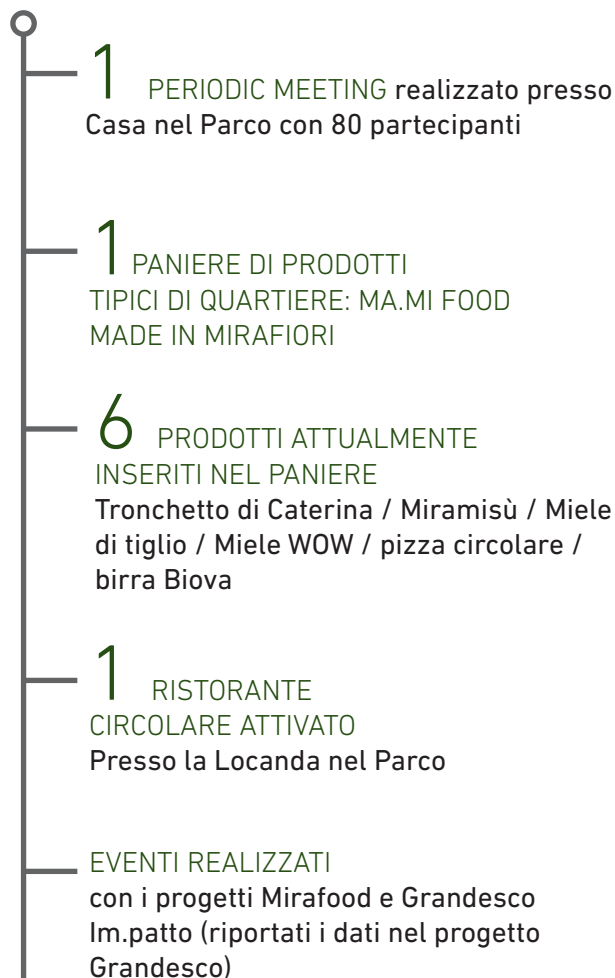 1 PERIODIC MEETING realizzato presso
Casa nel Parco con 80 partecipanti
1 PANIERE DI PRODOTTI
TIPICI DI QUARTIERE: MA.MI FOOD
MADE IN MIRAFIORI
6 PRODOTTI ATTUALMENTE
INSERITI NEL PANIERE
Tronchetto di Caterina / Miramisù / Miele
di tiglio / Miele WOW / pizza circolare /
birra Biova
1 RISTORANTE
CIRCOLARE ATTIVATO
Presso la Locanda nel Parco
EVENTI REALIZZATI
con i progetti Mirafood e Grandesco
Im.patto (riportati i dati nel progetto
Grandesco)